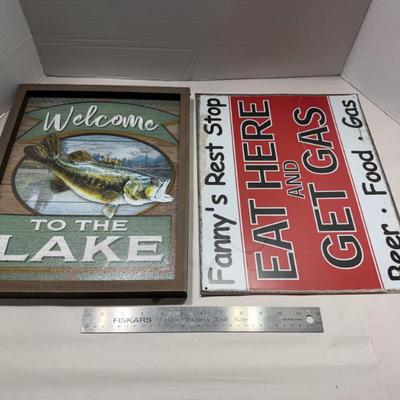 Welcome
TO THE
LAKE
Fanny's Rest Stop
EAT HERE
AND
GET GAS
Beer · Food · Gas
FISKARS